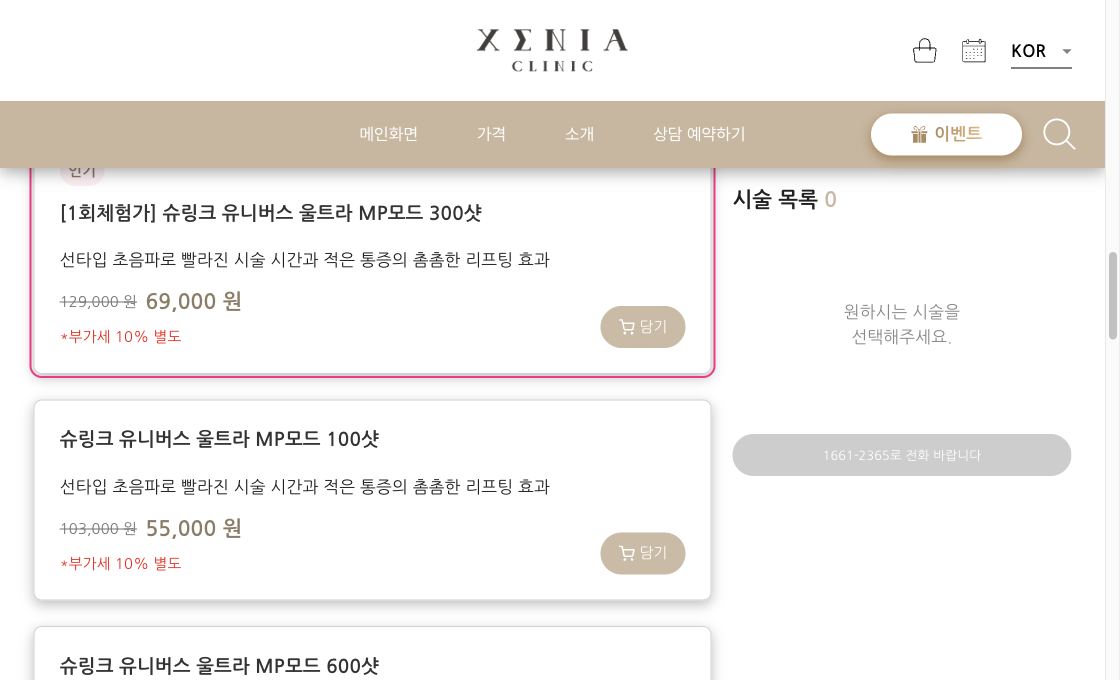 XENIA
CLINIC
KOR
메인화면
가격
소개
상담 예약하기
이벤트
인기
[1회체험가] 슈링크 유니버스 울트라 MP모드 300샷
선타입 초음파로 빨라진 시술 시간과 적은 통증의 촘촘한 리프팅 효과
129,000 원 69,000 원
*부가세 10% 별도
담기
슈링크 유니버스 울트라 MP모드 100샷
선타입 초음파로 빨라진 시술 시간과 적은 통증의 촘촘한 리프팅 효과
103,000 원 55,000 원
*부가세 10% 별도
담기
슈링크 유니버스 울트라 MP모드 600샷
시술 목록 0
원하시는 시술을
선택해주세요.
1661-2365로 전화 바랍니다